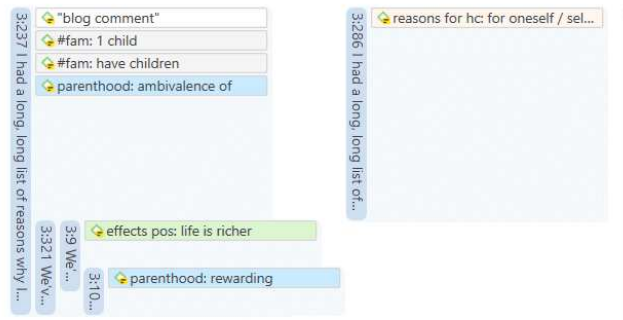 3:237 I had a long, long list of reasons why I...
"blog comment"
#fam: 1 child
#fam: have children
parenthood: ambivalence of
3:321 We'v...
3:9 We'...
effects pos: life is richer
3:10...
parenthood: rewarding
3:286 I had a long, long list of...
reasons for hc: for oneself / sel...